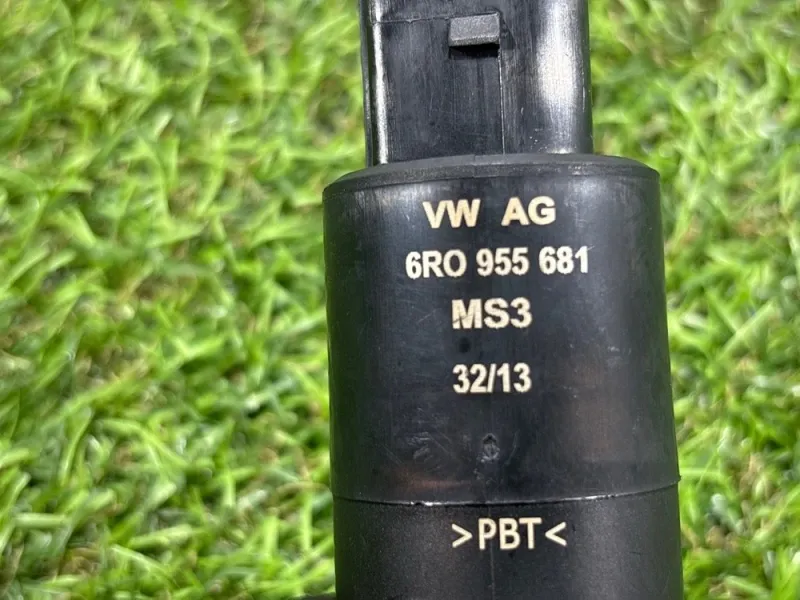 VW AG
6R0 955 681
MS3
32/13
>PBT<